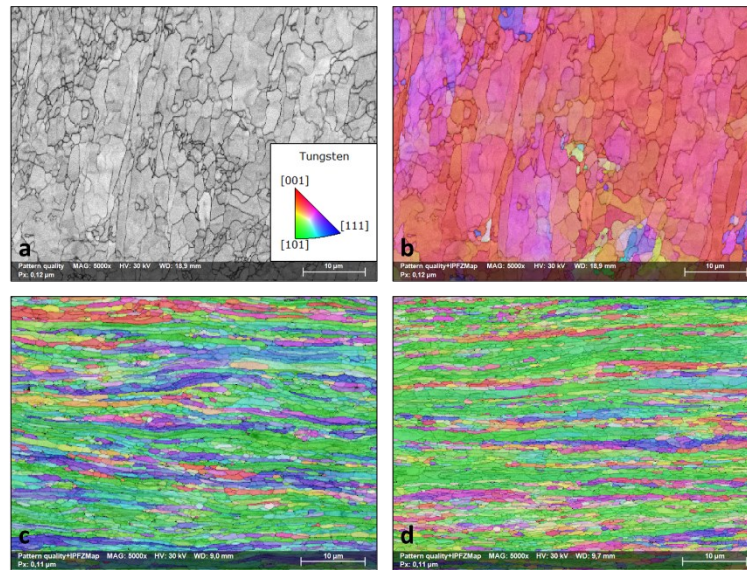 Tungsten
[001]
[111]
[101]
a
Pattern quality MAG: 5000x HV: 30 kV WD: 18,9 mm
Px: 0,12 µm
10 µm
b
Pattern quality+IPFZMap MAG: 5000x HV: 30 kV WD: 18,9 mm
Px: 0,12 µm
10 µm
c
Pattern quality+IPFZMap MAG: 5000x HV: 30 kV WD: 9,0 mm
Px: 0,11 µm
10 µm
d
Pattern quality+IPFZMap MAG: 5000x HV: 30 kV WD: 9,7 mm
Px: 0,11 µm
10 µm